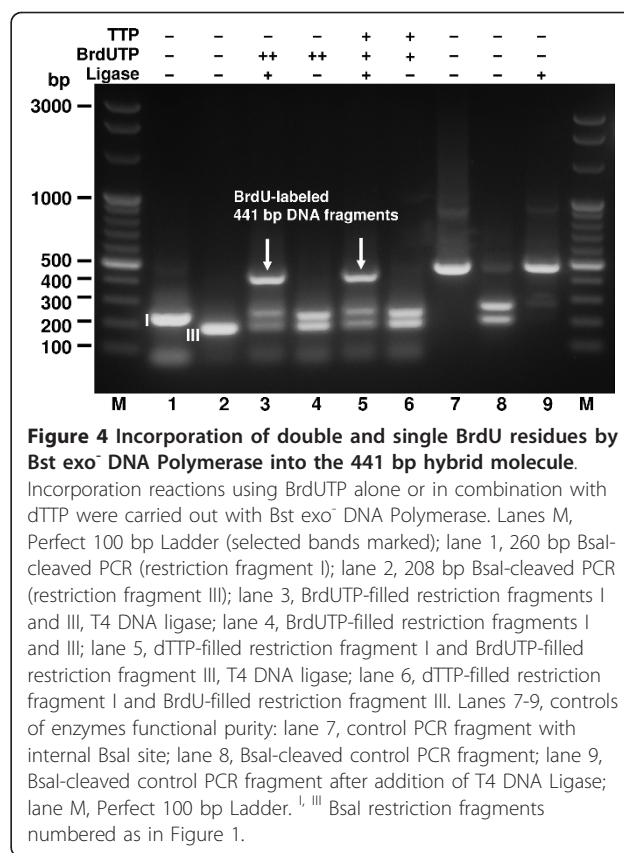 TTP – – – – + + – – –
BrdUTP – – ++ ++ + + – – –
Ligase – – + – + – – – +
bp
3000
1000
500
400
300
200
100
BrdU-labeled
441 bp DNA fragments
I
III
M 1 2 3 4 5 6 7 8 9 M
Figure 4 Incorporation of double and single BrdU residues by
Bst exo⁻ DNA Polymerase into the 441 bp hybrid molecule.
Incorporation reactions using BrdUTP alone or in combination with
dTTP were carried out with Bst exo⁻ DNA Polymerase. Lanes M,
Perfect 100 bp Ladder (selected bands marked); lane 1, 260 bp BsaI-
cleaved PCR (restriction fragment I); lane 2, 208 bp BsaI-cleaved PCR
(restriction fragment III); lane 3, BrdUTP-filled restriction fragments I
and III, T4 DNA ligase; lane 4, BrdUTP-filled restriction fragments I
and III; lane 5, dTTP-filled restriction fragment I and BrdUTP-filled
restriction fragment III, T4 DNA ligase; lane 6, dTTP-filled restriction
fragment I and BrdU-filled restriction fragment III. Lanes 7-9, controls
of enzymes functional purity: lane 7, control PCR fragment with
internal BsaI site; lane 8, BsaI-cleaved control PCR fragment; lane 9,
BsaI-cleaved control PCR fragment after addition of T4 DNA Ligase;
lane M, Perfect 100 bp Ladder. I, III BsaI restriction fragments
numbered as in Figure 1.